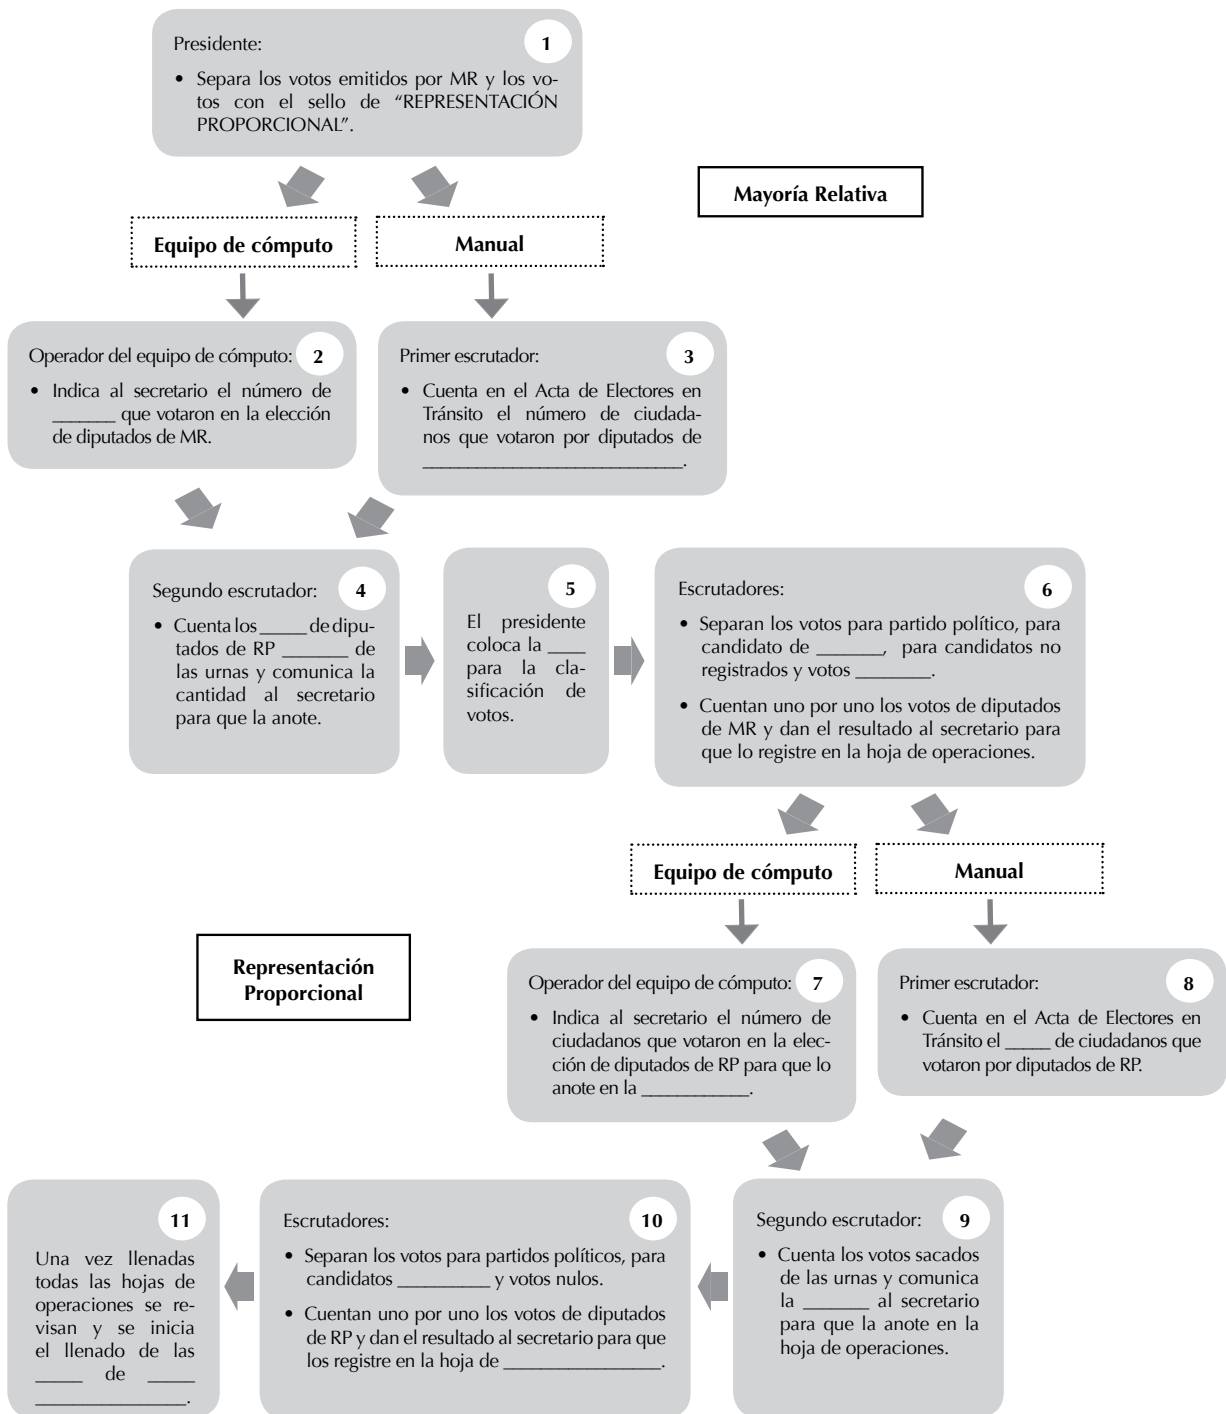 Presidente:
1
• Separa los votos emitidos por MR y los vo-
tos con el sello de “REPRESENTACIÓN
PROPORCIONAL”.
Mayoría Relativa
Equipo de cómputo
Manual
Operador del equipo de cómputo:
2
• Indica al secretario el número de
_______ que votaron en la elección
de diputados de MR.
Primer escrutador:
3
• Cuenta en el Acta de Electores en
Tránsito el número de ciudada-
nos que votaron por diputados de
_____________________________.
Segundo escrutador:
4
• Cuenta los _____ de dipu-
tados de RP _______ de
las urnas y comunica la
cantidad al secretario
para que la anote.
5
El presidente
coloca la ____
para la cla-
sificación de
votos.
Escrutadores:
6
• Separan los votos para partido político, para
candidato de _______, para candidatos no
registrados y votos ________.
• Cuentan uno por uno los votos de diputados
de MR y dan el resultado al secretario para
que lo registre en la hoja de operaciones.
Equipo de cómputo
Manual
Representación
Proporcional
Operador del equipo de cómputo:
7
• Indica al secretario el número de
ciudadanos que votaron en la elec-
ción de diputados de RP para que lo
anote en la ____________.
Primer escrutador:
8
• Cuenta en el Acta de Electores en
Tránsito el _____ de ciudadanos que
votaron por diputados de RP.
Segundo escrutador:
9
• Cuenta los votos sacados
de las urnas y comunica
la _______ al secretario
para que la anote en la
hoja de operaciones.
Escrutadores:
10
• Separan los votos para partidos políticos, para
candidatos __________ y votos nulos.
• Cuentan uno por uno los votos de diputados
de RP y dan el resultado al secretario para que
los registre en la hoja de _________________.
11
Una vez llenadas
todas las hojas de
operaciones se re-
visan y se inicia
el llenado de las
_____ de _____
________________.